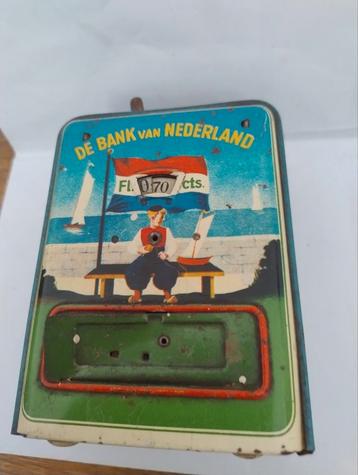 DE BANK VAN NEDERLAND
Fl. 0,70 cts.